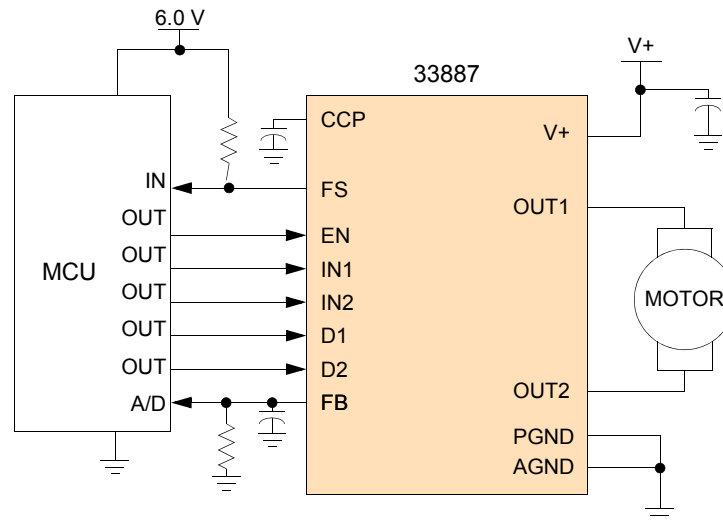 6.0 V
V+
33887
CCP
V+
IN
FS
OUT
OUT1
EN
OUT
IN1
MCU
OUT
IN2
MOTOR
OUT
D1
OUT
D2
OUT2
A/D
FB
PGND
AGND